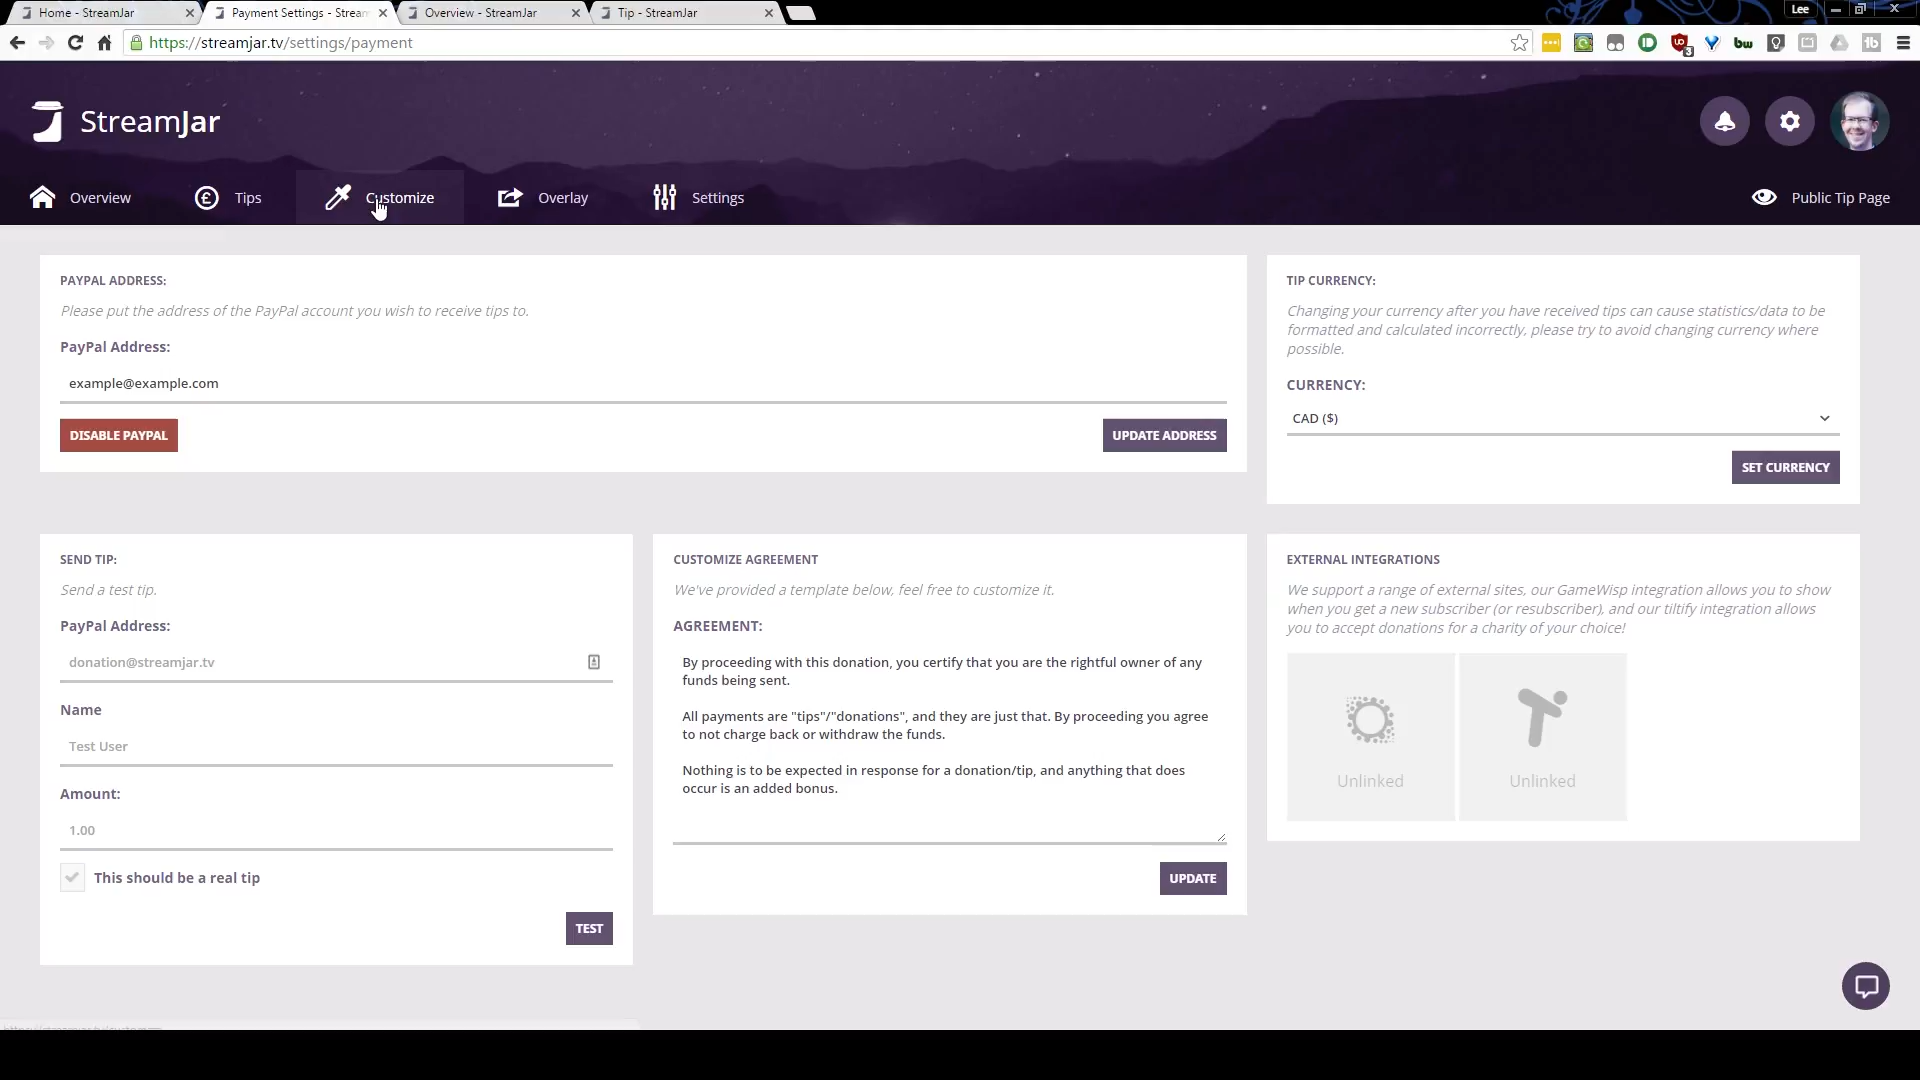 Home - StreamJar
Payment Settings - Stream
Overview - StreamJar
Tip - StreamJar
Lee
https://streamjar.tv/settings/payment
StreamJar
Overview
Tips
Customize
Overlay
Settings
Public Tip Page
PAYPAL ADDRESS:
Please put the address of the PayPal account you wish to receive tips to.
PayPal Address:
example@example.com
DISABLE PAYPAL
UPDATE ADDRESS
TIP CURRENCY:
Changing your currency after you have received tips can cause statistics/data to be
formatted and calculated incorrectly, please try to avoid changing currency where
possible.
CURRENCY:
CAD ($)
SET CURRENCY
SEND TIP:
Send a test tip.
PayPal Address:
donation@streamjar.tv
Name
Test User
Amount:
1.00
This should be a real tip
TEST
CUSTOMIZE AGREEMENT
We've provided a template below, feel free to customize it.
AGREEMENT:
By proceeding with this donation, you certify that you are the rightful owner of any
funds being sent.
All payments are "tips"/"donations", and they are just that. By proceeding you agree
to not charge back or withdraw the funds.
Nothing is to be expected in response for a donation/tip, and anything that does
occur is an added bonus.
UPDATE
EXTERNAL INTEGRATIONS
We support a range of external sites, our GameWisp integration allows you to show
when you get a new subscriber (or resubscriber), and our tiltify integration allows
you to accept donations for a charity of your choice!
Unlinked
Unlinked